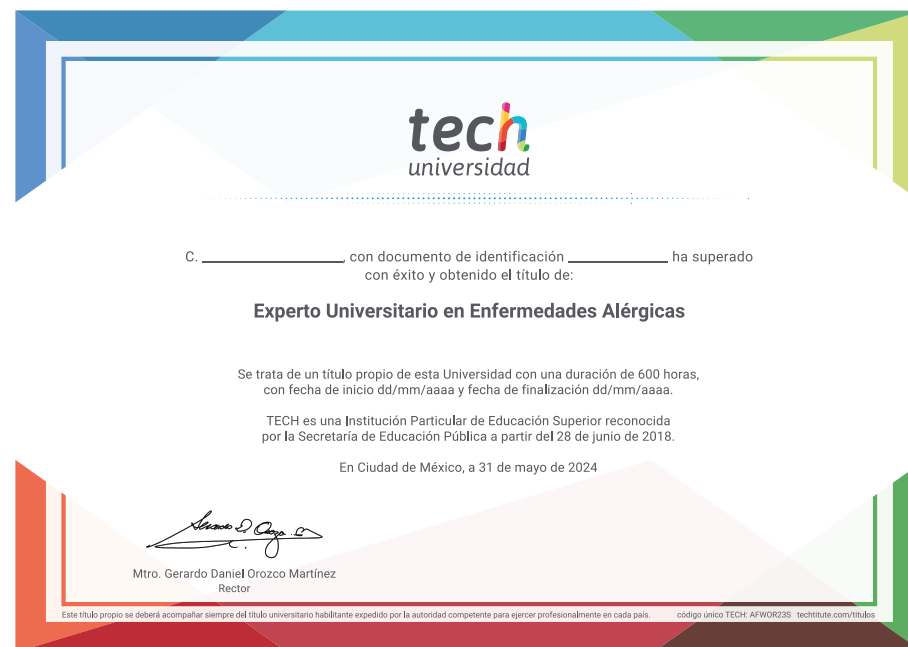 tech
universidad
C. ____________________, con documento de identificación ______________ ha superado
con éxito y obtenido el título de:
Experto Universitario en Enfermedades Alérgicas
Se trata de un título propio de esta Universidad con una duración de 600 horas,
con fecha de inicio dd/mm/aaaa y fecha de finalización dd/mm/aaaa.
TECH es una Institución Particular de Educación Superior reconocida
por la Secretaría de Educación Pública a partir del 28 de junio de 2018.
En Ciudad de México, a 31 de mayo de 2024
Mtro. Gerardo Daniel Orozco Martínez
Rector
Este título propio se deberá acompañar siempre del título universitario habilitante expedido por la autoridad competente para ejercer profesionalmente en cada país. código único TECH: AFWOR23S techtitute.com/titulos